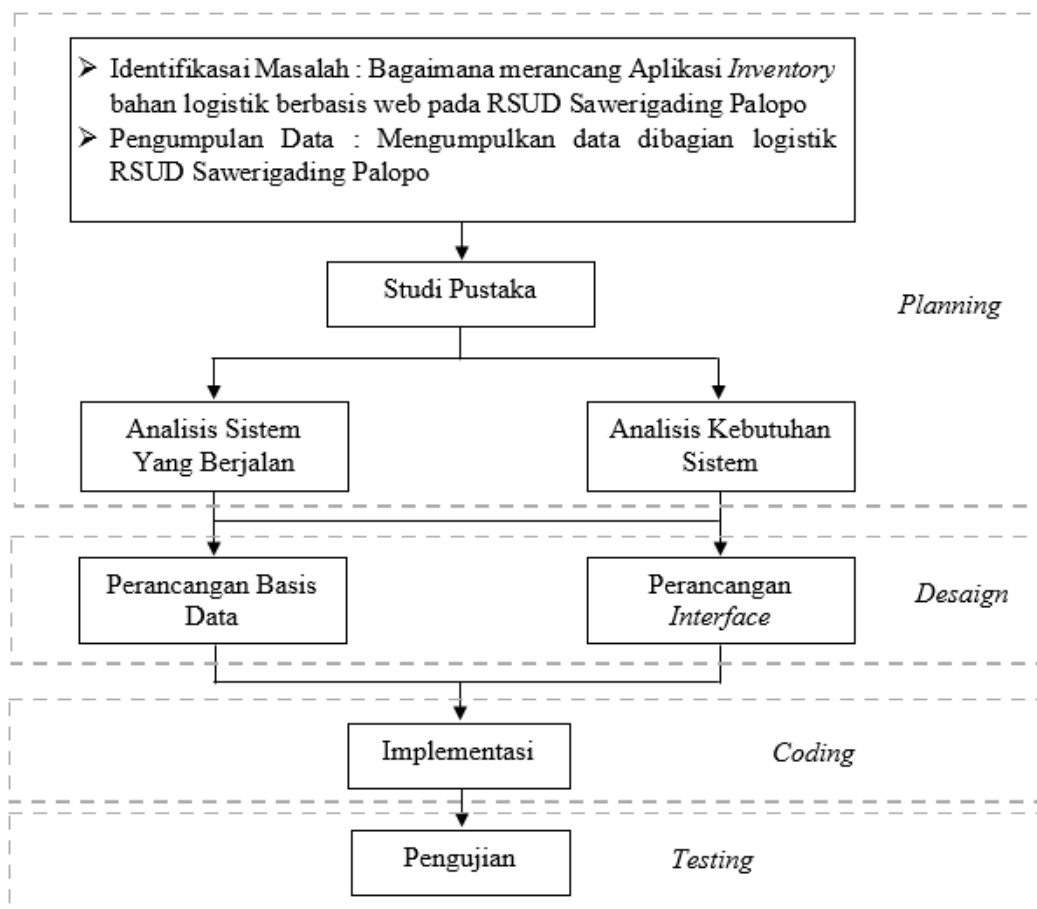 ➢ Identifikasai Masalah : Bagaimana merancang Aplikasi Inventory
bahan logistik berbasis web pada RSUD Sawerigading Palopo
➢ Pengumpulan Data : Mengumpulkan data dibagian logistik
RSUD Sawerigading Palopo
Studi Pustaka
Planning
Analisis Sistem
Yang Berjalan
Analisis Kebutuhan
Sistem
Perancangan Basis
Data
Perancangan
Interface
Desaign
Implementasi
Coding
Pengujian
Testing